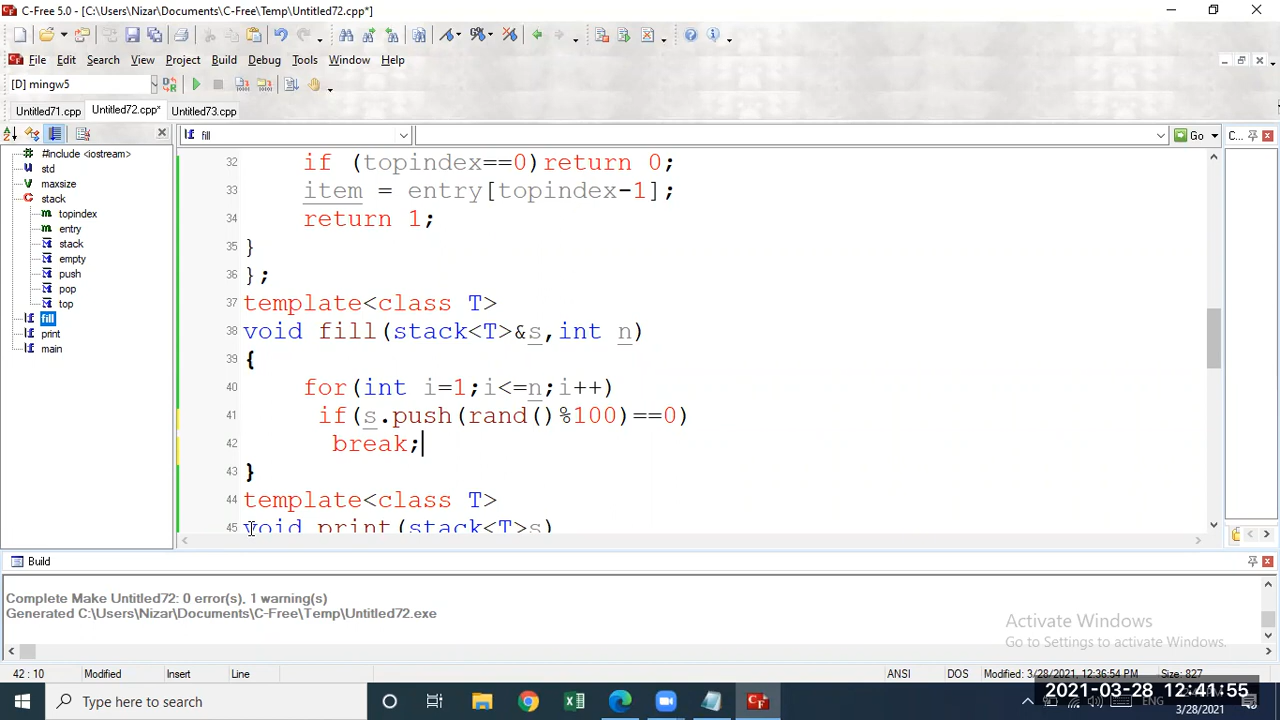 C-Free 5.0 - [C:\Users\Nizar\Documents\C-Free\Temp\Untitled72.cpp*]
File Edit Search View Project Build Debug Tools Window Help
[D] mingw5
Untitled71.cpp Untitled72.cpp* Untitled73.cpp
fill
Go
C...
#include <iostream>
std
maxsize
stack
topindex
entry
stack
empty
push
pop
top
fill
print
main
32 if (topindex==0)return 0;
33 item = entry[topindex-1];
34 return 1;
35 }
36 };
37 template<class T>
38 void fill(stack<T>&s,int n)
39 {
40 for(int i=1;i<=n;i++)
41 if(s.push(rand()%100)==0)
42 break;
43 }
44 template<class T>
45 void print(stack<T>s)
Build
Complete Make Untitled72: 0 error(s), 1 warning(s)
Generated C:\Users\Nizar\Documents\C-Free\Temp\Untitled72.exe
Activate Windows
Go to Settings to activate Windows.
42 : 10 Modified Insert Line ANSI DOS Modified: 3/28/2021, 12:36:54 PM Size: 827
Type here to search
2021-03-28 12:41:55
ENG
3/28/2021